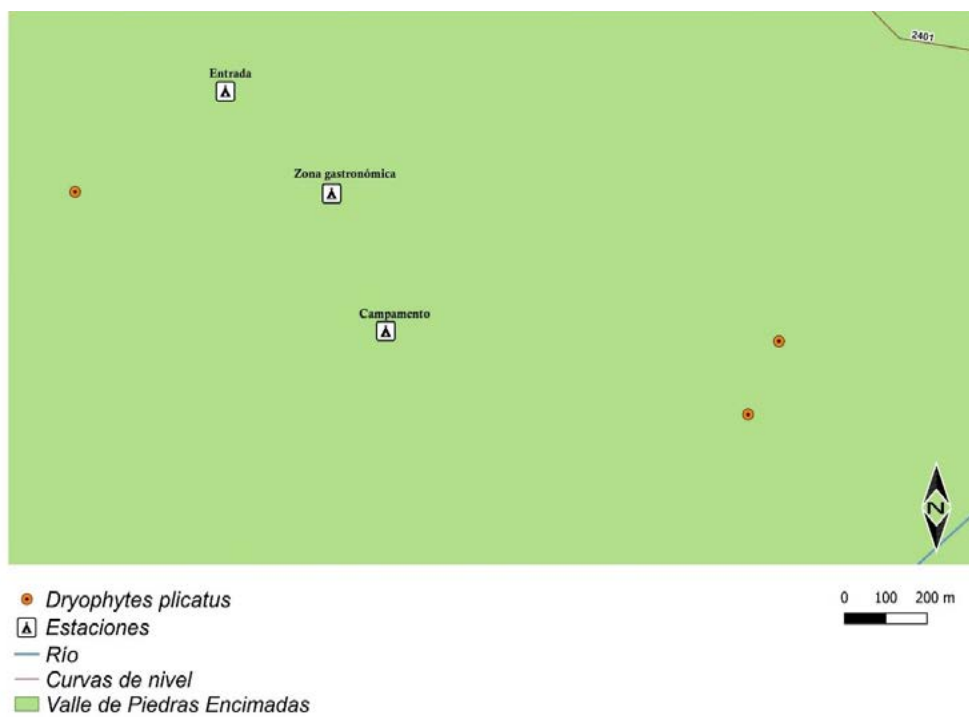 2401
Entrada
Zona gastronómica
Campamento
N
Dryophytes plicatus
Estaciones
Río
Curvas de nivel
Valle de Piedras Encimadas
0 100 200 m